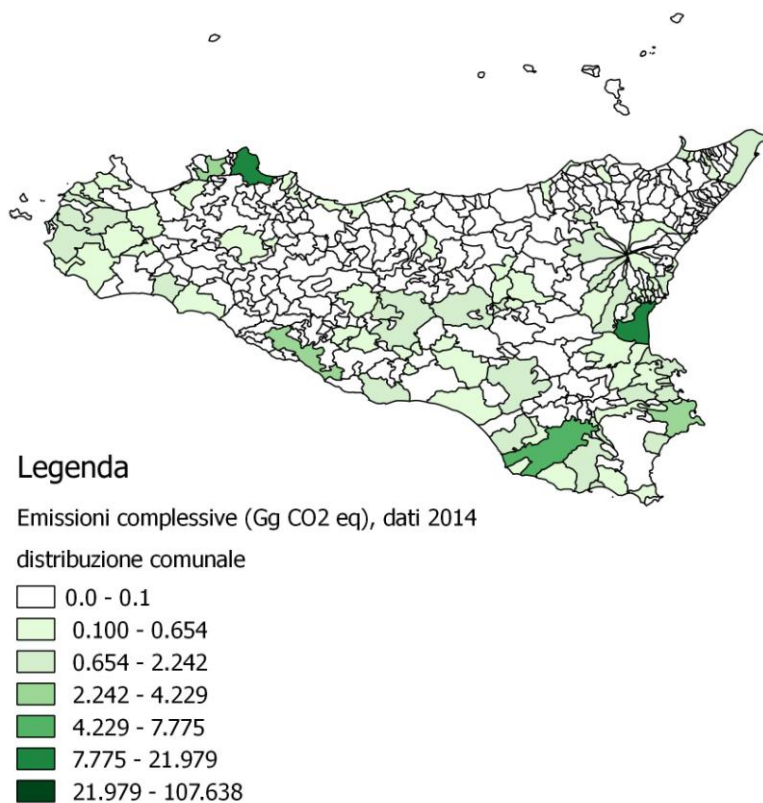 Legenda
Emissioni complessive (Gg CO2 eq), dati 2014
distribuzione comunale
0.0 - 0.1
0.100 - 0.654
0.654 - 2.242
2.242 - 4.229
4.229 - 7.775
7.775 - 21.979
21.979 - 107.638